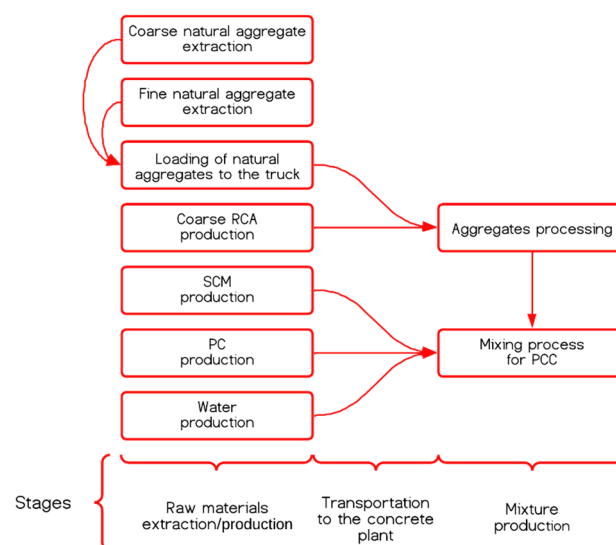 Coarse natural aggregate
extraction
Fine natural aggregate
extraction
Loading of natural
aggregates to the truck
Coarse RCA
production
Aggregates processing
SCM
production
PC
production
Mixing process
for PCC
Water
production
Stages
Raw materials
extraction/production
Transportation
to the concrete
plant
Mixture
production